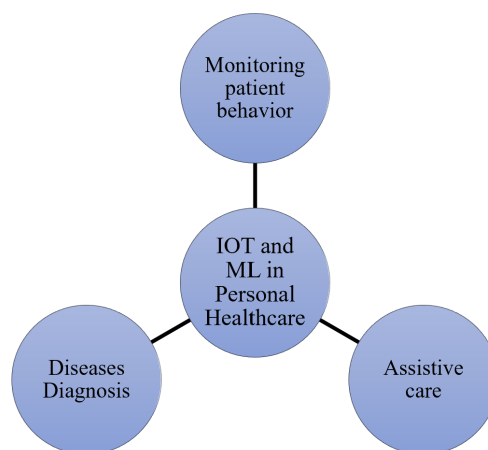 Monitoring
patient
behavior
IOT and
ML in
Personal
Healthcare
Diseases
Diagnosis
Assistive
care